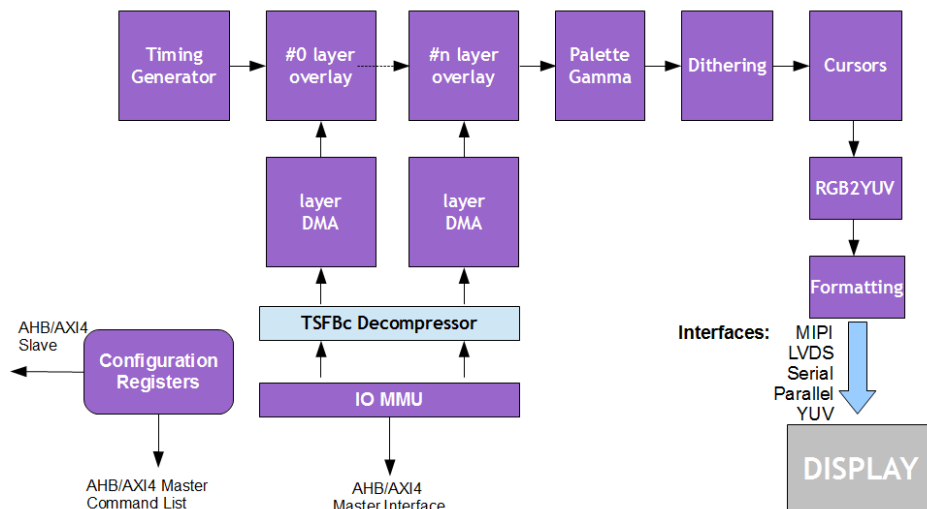 Timing
Generator
#0 layer
overlay
#n layer
overlay
Palette
Gamma
Dithering
Cursors
layer
DMA
layer
DMA
RGB2YUV
Formatting
TSFBc Decompressor
AHB/AXI4
Slave
Configuration
Registers
IO MMU
Interfaces:
MIPI
LVDS
Serial
Parallel
YUV
DISPLAY
AHB/AXI4 Master
Command List
AHB/AXI4
Master Interface